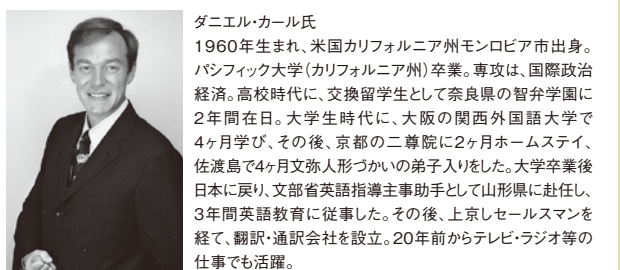 ダニエル・カール氏
1960年生まれ、米国カリフォルニア州モンロビア市出身。
パシフィック大学(カリフォルニア州)卒業。専攻は、国際政治
経済。高校時代に、交換留学生として奈良県の智弁学園に
2年間在日。大学生時代に、大阪の関西外国語大学で
4ヶ月学び、その後、京都の二尊院に2ヶ月ホームステイ、
佐渡島で4ヶ月文弥人形づかいの弟子入りをした。大学卒業後
日本に戻り、文部省英語指導主事助手として山形県に赴任し、
3年間英語教育に従事した。その後、上京しセールスマンを
経て、翻訳・通訳会社を設立。20年前からテレビ・ラジオ等の
仕事でも活躍。